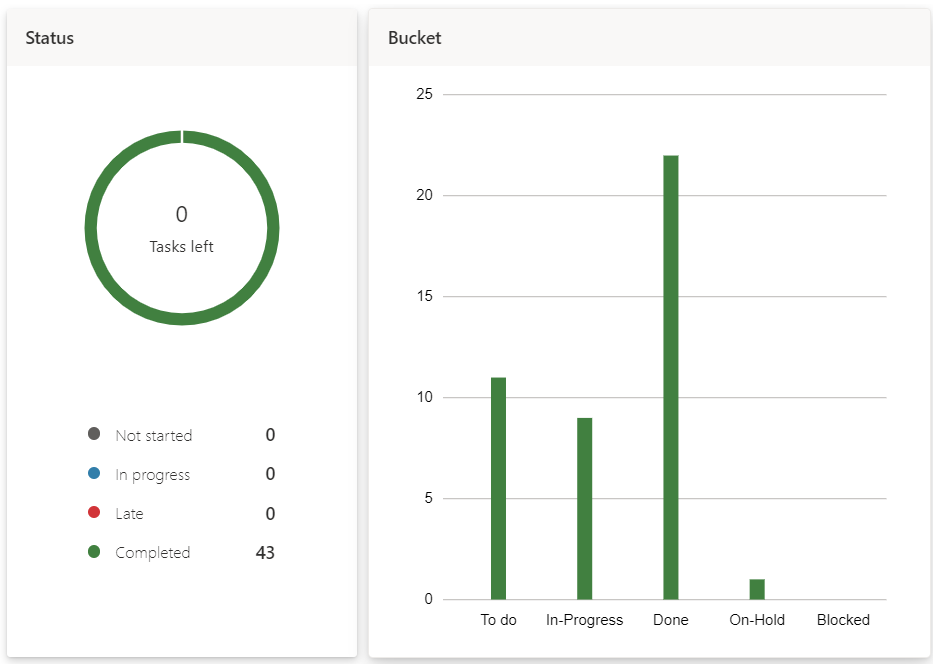 Status
0
Tasks left
Not started 0
In progress 0
Late 0
Completed 43
Bucket
25
20
15
10
5
0
To do In-Progress Done On-Hold Blocked